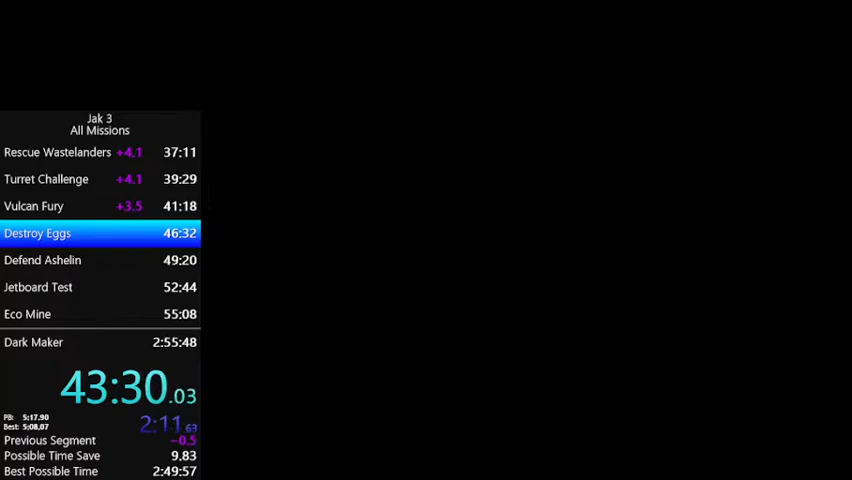 Jak 3
All Missions
Rescue Wastelanders +4.1 37:11
Turret Challenge +4.1 39:29
Vulcan Fury +3.5 41:18
Destroy Eggs 46:32
Defend Ashelin 49:20
Jetboard Test 52:44
Eco Mine 55:08
Dark Maker 2:55:48
43:30.03
PB: 5:17.90
Best: 5:08.07 2:11.63
Previous Segment −0.5
Possible Time Save 9.83
Best Possible Time 2:49:57